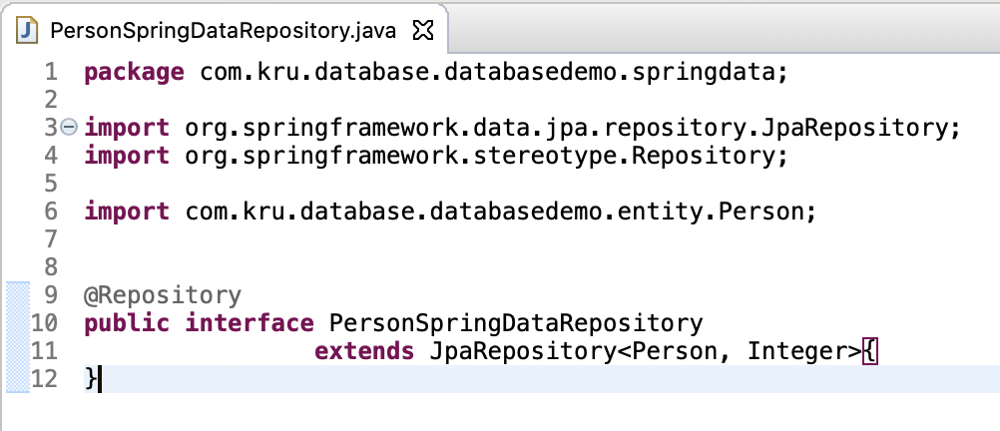 PersonSpringDataRepository.java
1 package com.kru.database.databasedemo.springdata;
2
3 import org.springframework.data.jpa.repository.JpaRepository;
4 import org.springframework.stereotype.Repository;
5
6 import com.kru.database.databasedemo.entity.Person;
7
8
9 @Repository
10 public interface PersonSpringDataRepository
11 extends JpaRepository<Person, Integer>{
12 }